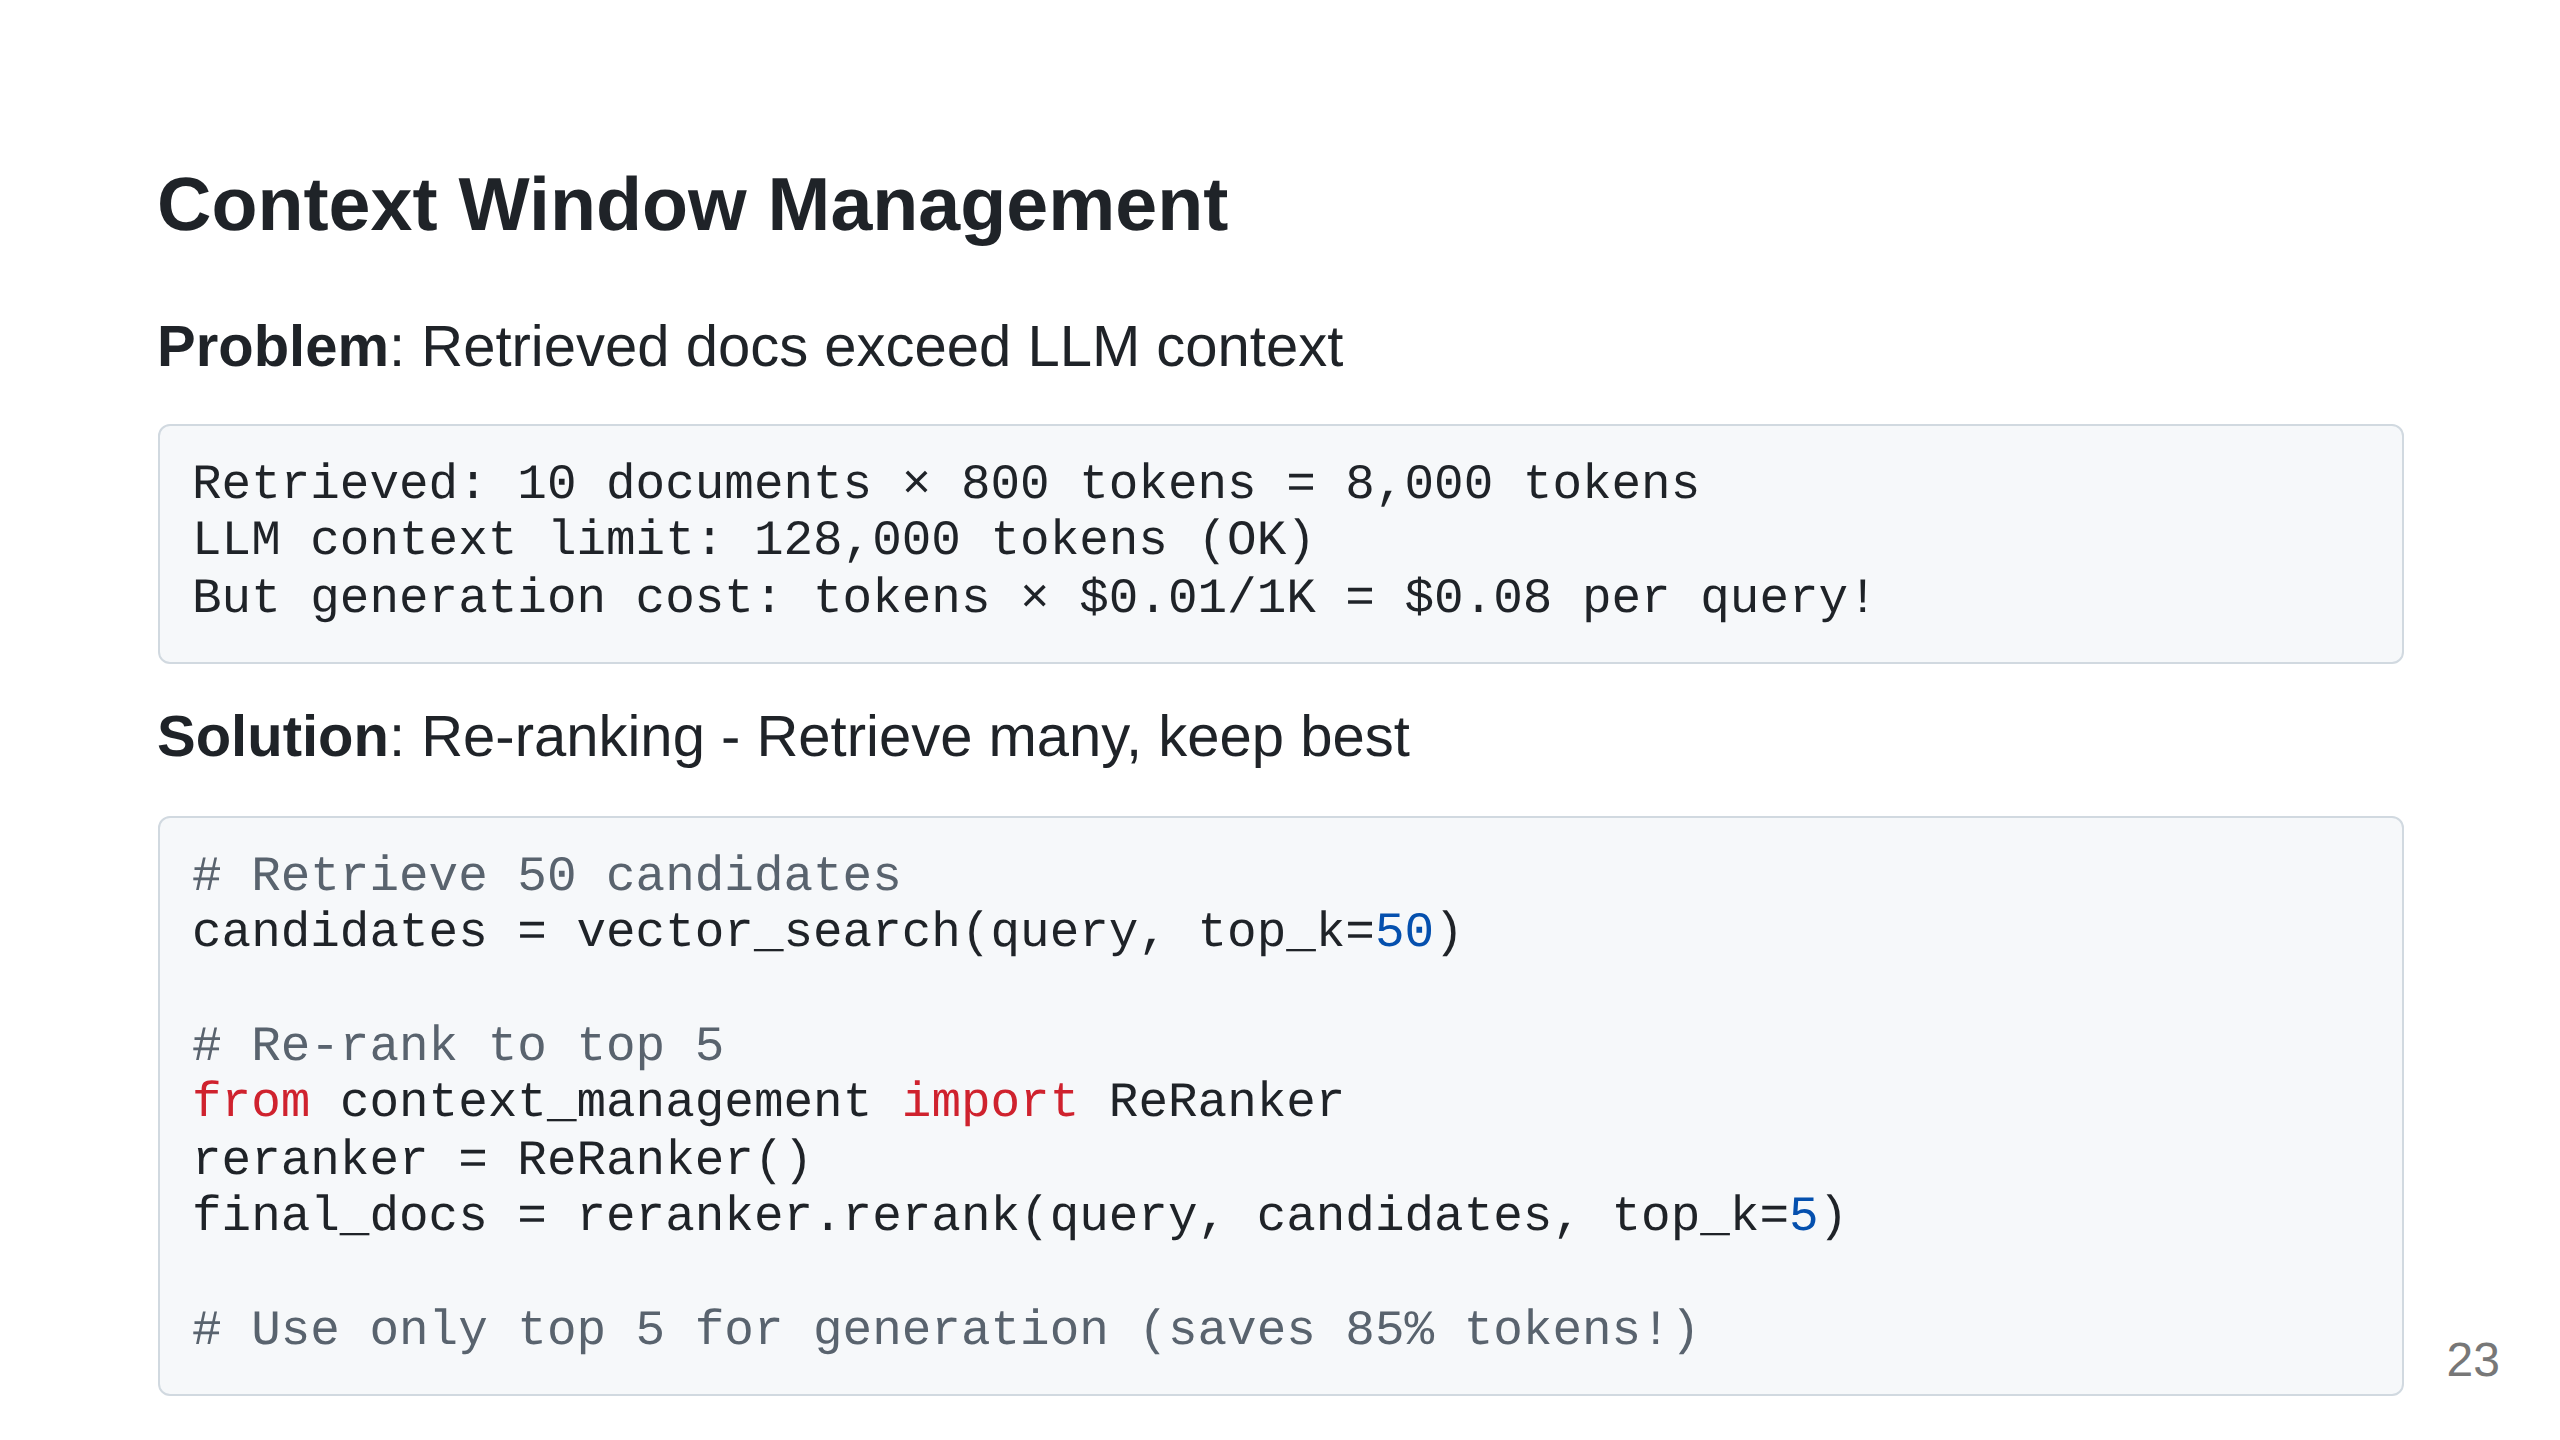 Context Window Management
Problem: Retrieved docs exceed LLM context
Retrieved: 10 documents × 800 tokens = 8,000 tokens
LLM context limit: 128,000 tokens (OK)
But generation cost: tokens × $0.01/1K = $0.08 per query!
Solution: Re-ranking - Retrieve many, keep best
# Retrieve 50 candidates
candidates = vector_search(query, top_k=50)
# Re-rank to top 5
from context_management import ReRanker
reranker = ReRanker()
final_docs = reranker.rerank(query, candidates, top_k=5)
# Use only top 5 for generation (saves 85% tokens!)
23